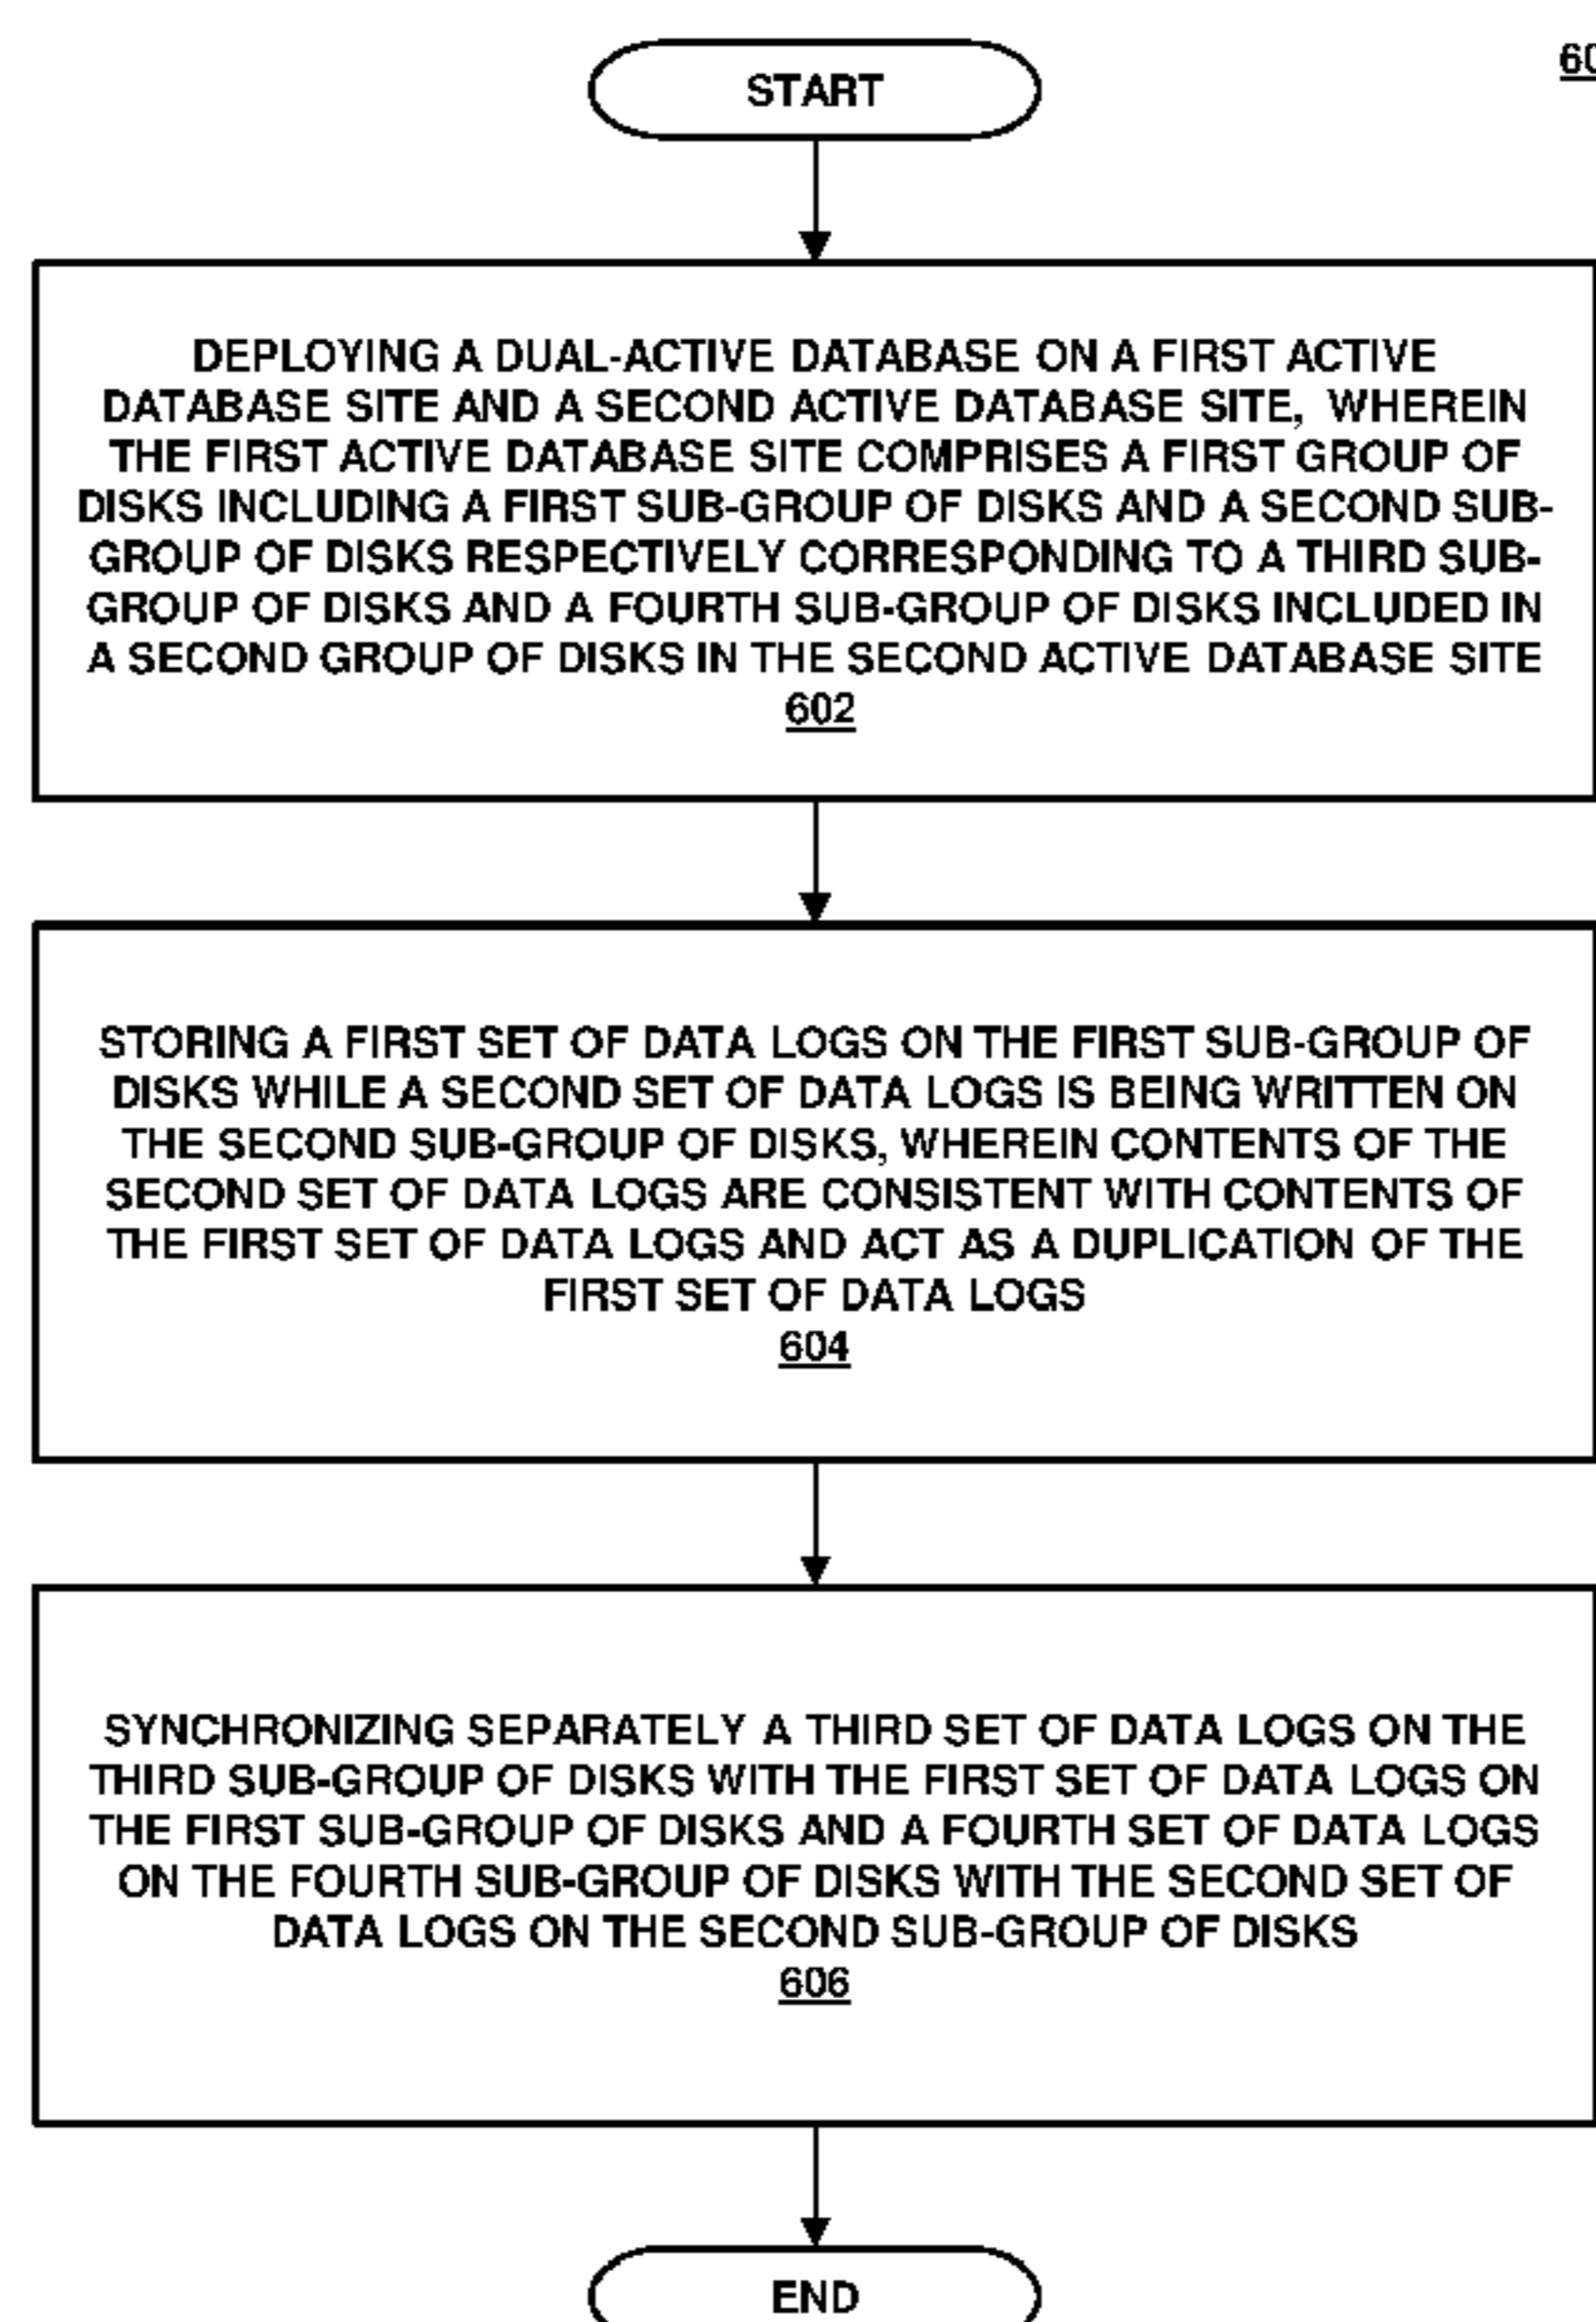 START
DEPLOYING A DUAL-ACTIVE DATABASE ON A FIRST ACTIVE
DATABASE SITE AND A SECOND ACTIVE DATABASE SITE, WHEREIN
THE FIRST ACTIVE DATABASE SITE COMPRISES A FIRST GROUP OF
DISKS INCLUDING A FIRST SUB-GROUP OF DISKS AND A SECOND SUB-
GROUP OF DISKS RESPECTIVELY CORRESPONDING TO A THIRD SUB-
GROUP OF DISKS AND A FOURTH SUB-GROUP OF DISKS INCLUDED IN
A SECOND GROUP OF DISKS IN THE SECOND ACTIVE DATABASE SITE
602
STORING A FIRST SET OF DATA LOGS ON THE FIRST SUB-GROUP OF
DISKS WHILE A SECOND SET OF DATA LOGS IS BEING WRITTEN ON
THE SECOND SUB-GROUP OF DISKS, WHEREIN CONTENTS OF THE
SECOND SET OF DATA LOGS ARE CONSISTENT WITH CONTENTS OF
THE FIRST SET OF DATA LOGS AND ACT AS A DUPLICATION OF THE
FIRST SET OF DATA LOGS
604
SYNCHRONIZING SEPARATELY A THIRD SET OF DATA LOGS ON THE
THIRD SUB-GROUP OF DISKS WITH THE FIRST SET OF DATA LOGS ON
THE FIRST SUB-GROUP OF DISKS AND A FOURTH SET OF DATA LOGS
ON THE FOURTH SUB-GROUP OF DISKS WITH THE SECOND SET OF
DATA LOGS ON THE SECOND SUB-GROUP OF DISKS
606
END